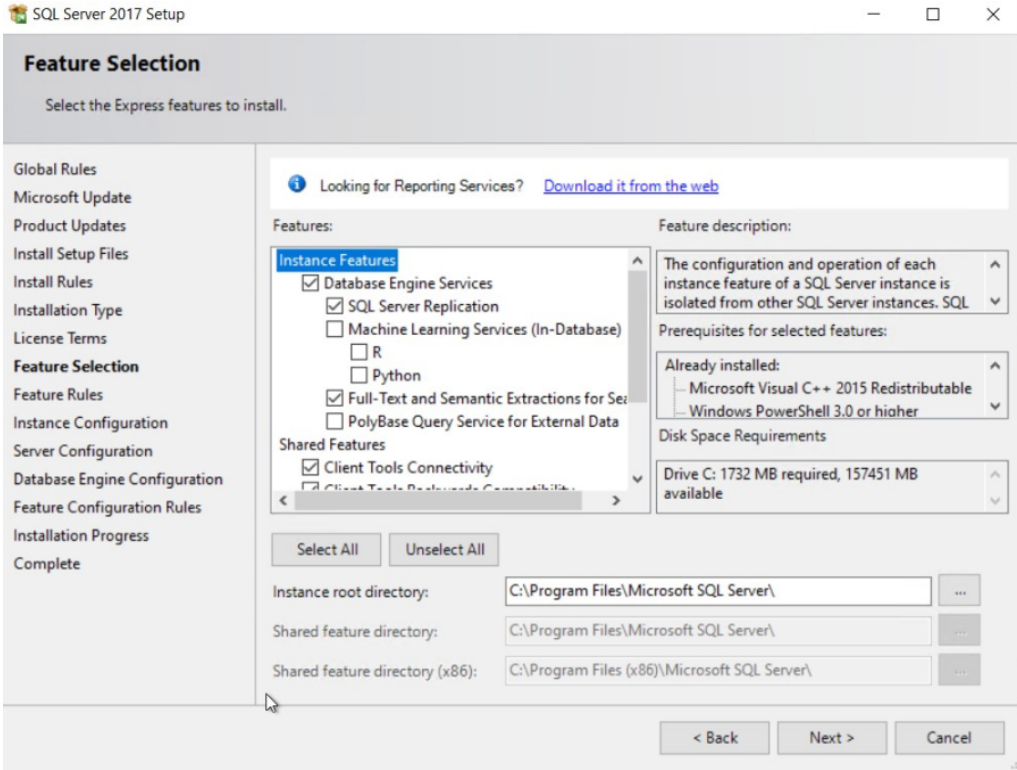 SQL Server 2017 Setup
Feature Selection
Select the Express features to install.
Global Rules
Microsoft Update
Product Updates
Install Setup Files
Install Rules
Installation Type
License Terms
Feature Selection
Feature Rules
Instance Configuration
Server Configuration
Database Engine Configuration
Feature Configuration Rules
Installation Progress
Complete
Looking for Reporting Services? Download it from the web
Features:
Instance Features
Database Engine Services
SQL Server Replication
Machine Learning Services (In-Database)
R
Python
Full-Text and Semantic Extractions for Sea
PolyBase Query Service for External Data
Shared Features
Client Tools Connectivity
Client Tools Backwards Compatibility
Feature description:
The configuration and operation of each
instance feature of a SQL Server instance is
isolated from other SQL Server instances. SQL
Prerequisites for selected features:
Already installed:
Microsoft Visual C++ 2015 Redistributable
Windows PowerShell 3.0 or higher
Disk Space Requirements
Drive C: 1732 MB required, 157451 MB
available
Select All
Unselect All
Instance root directory:
C:\Program Files\Microsoft SQL Server\
...
Shared feature directory:
C:\Program Files\Microsoft SQL Server\
...
Shared feature directory (x86):
C:\Program Files (x86)\Microsoft SQL Server\
...
< Back
Next >
Cancel